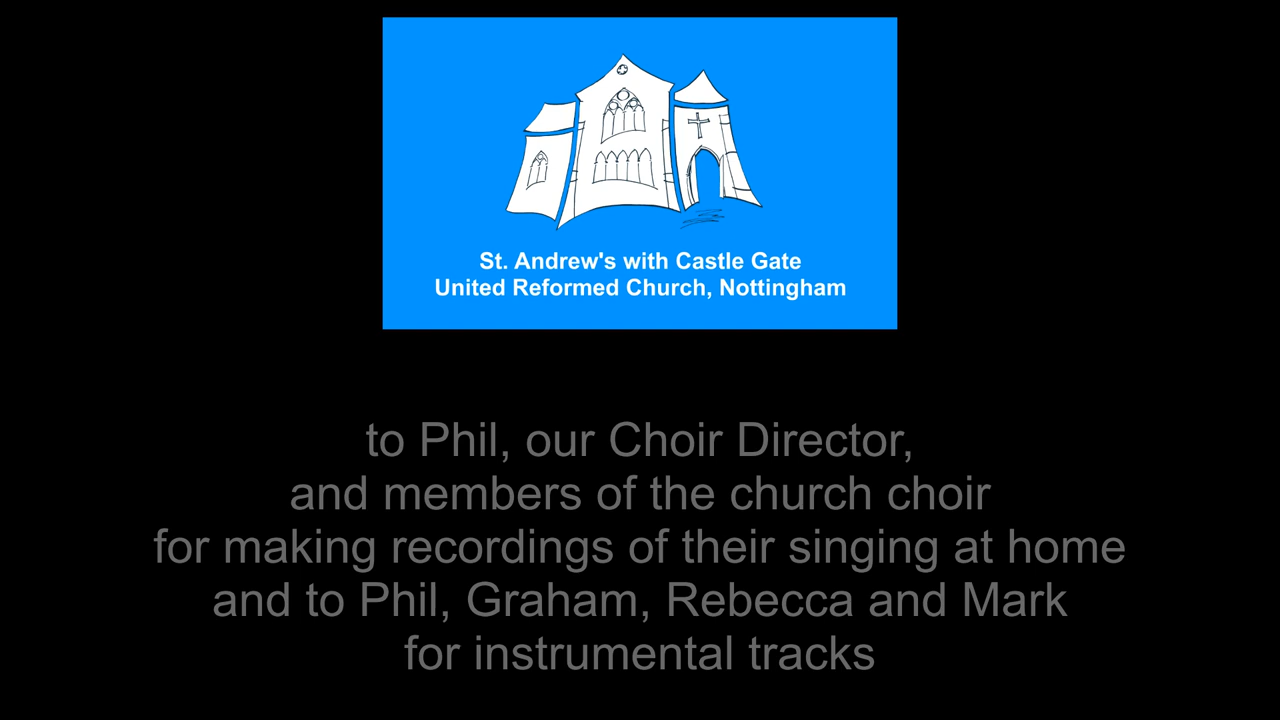 St. Andrew's with Castle Gate
United Reformed Church, Nottingham
to Phil, our Choir Director,
and members of the church choir
for making recordings of their singing at home
and to Phil, Graham, Rebecca and Mark
for instrumental tracks